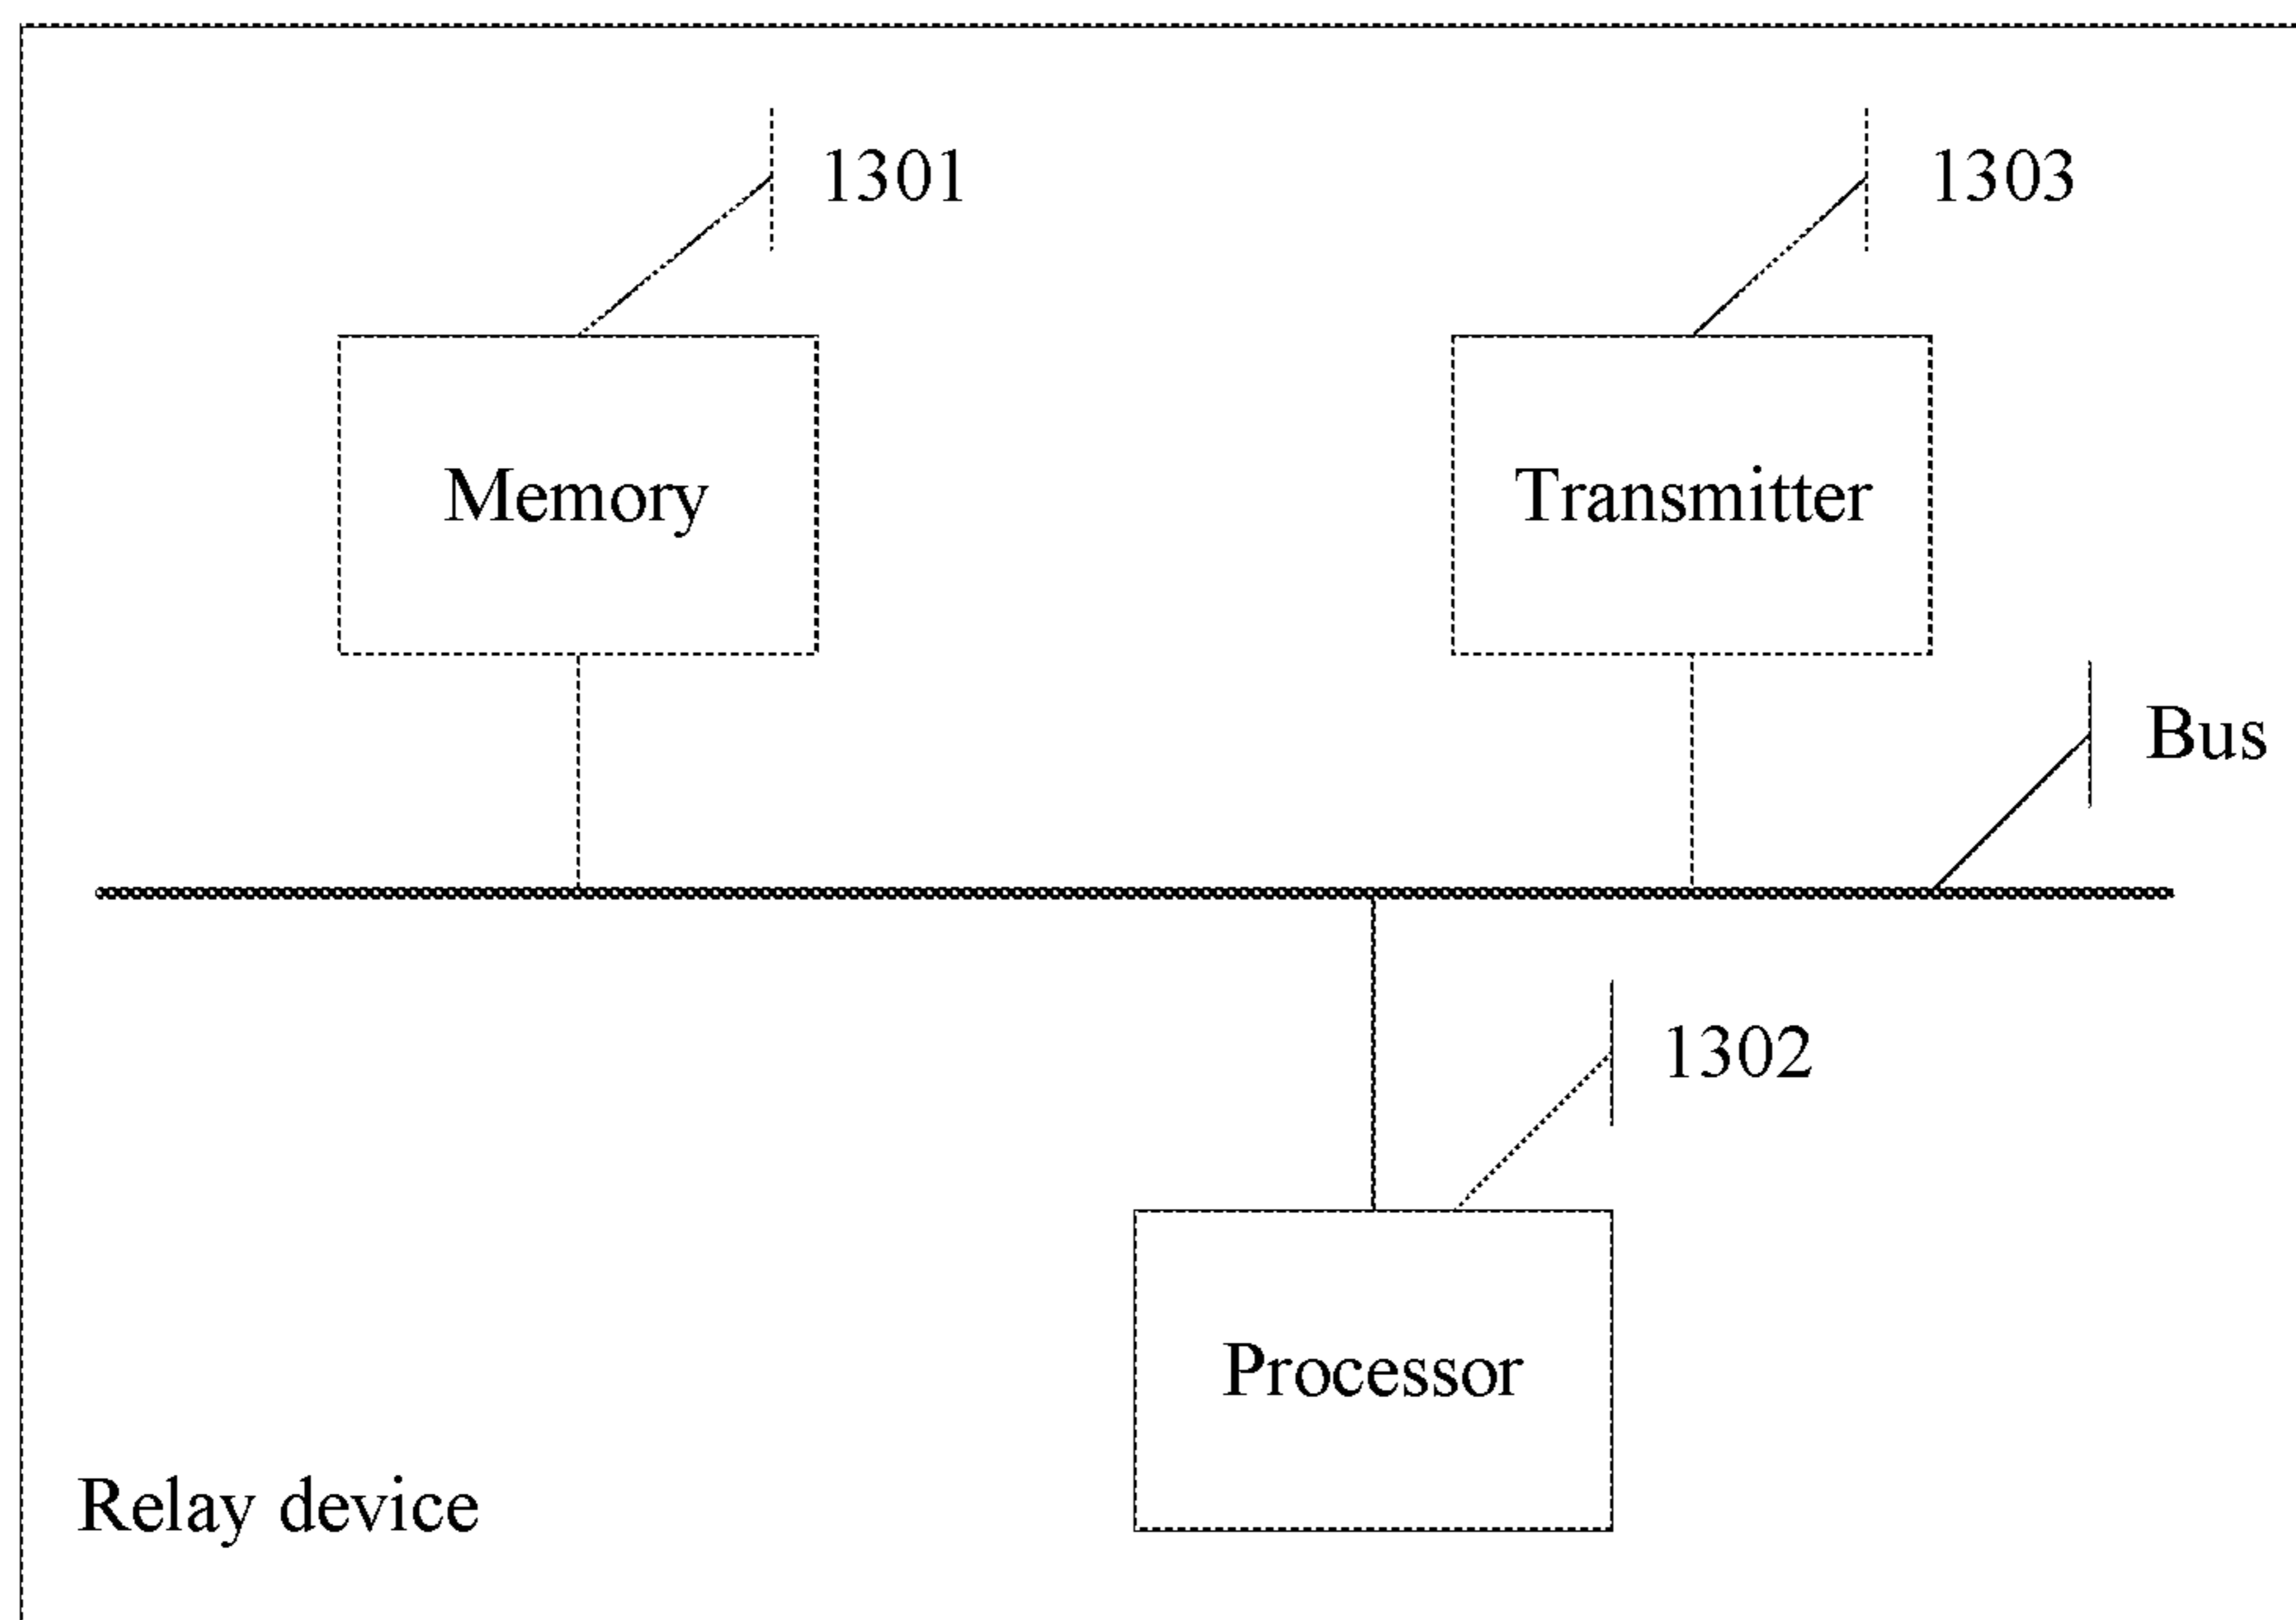 1301
1303
Memory
Transmitter
Bus
1302
Processor
Relay device